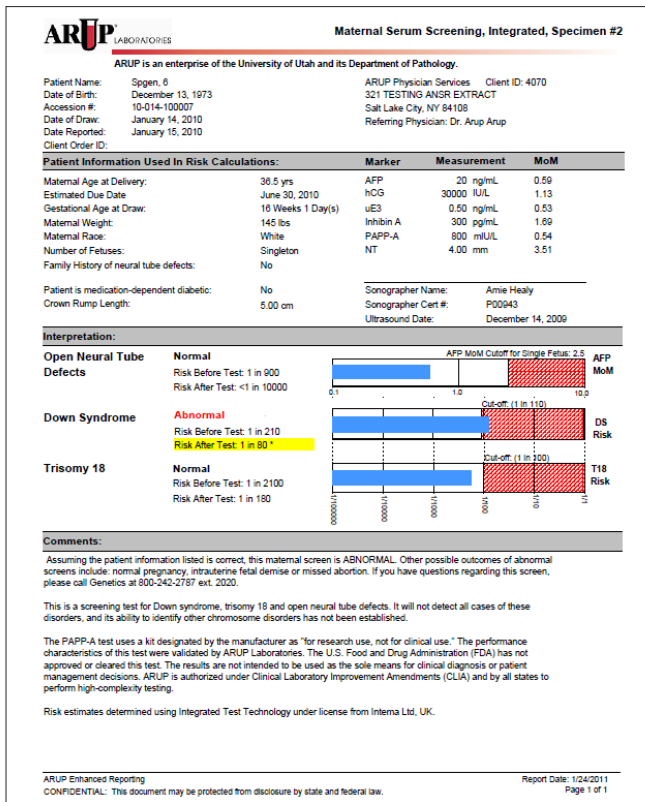 ARUP LABORATORIES
Maternal Serum Screening, Integrated, Specimen #2
ARUP is an enterprise of the University of Utah and its Department of Pathology.
Patient Name: Spgen, 6 ARUP Physician Services Client ID: 4070
Date of Birth: December 13, 1973 321 TESTING ANSR EXTRACT
Accession #: 10-014-100007 Salt Lake City, NY 84108
Date of Draw: January 14, 2010 Referring Physician: Dr. Arup Arup
Date Reported: January 15, 2010
Client Order ID:
Patient Information Used In Risk Calculations: Marker Measurement MoM
Maternal Age at Delivery: 36.5 yrs AFP 20 ng/mL 0.59
Estimated Due Date June 30, 2010 hCG 30000 IU/L 1.13
Gestational Age at Draw: 16 Weeks 1 Day(s) uE3 0.50 ng/mL 0.53
Maternal Weight: 145 lbs Inhibin A 300 pg/mL 1.69
Maternal Race: White PAPP-A 800 mIU/L 0.54
Number of Fetuses: Singleton NT 4.00 mm 3.51
Family History of neural tube defects: No
Patient is medication-dependent diabetic: No Sonographer Name: Amie Healy
Crown Rump Length: 5.00 cm Sonographer Cert #: P00943
Ultrasound Date: December 14, 2009
Interpretation:
Open Neural Tube Defects
Normal
Risk Before Test: 1 in 900
Risk After Test: <1 in 10000
AFP MoM Cutoff for Single Fetus: 2.5
AFP MoM
0.1 1.0 10.0
Down Syndrome
Abnormal
Risk Before Test: 1 in 210
Risk After Test: 1 in 80 *
Cut-off: (1 in 110)
DS Risk
Trisomy 18
Normal
Risk Before Test: 1 in 2100
Risk After Test: 1 in 180
Cut-off: (1 in 100)
T18 Risk
1/100000 1/10000 1/1000 1/100 1/10 1/1
Comments:
Assuming the patient information listed is correct, this maternal screen is ABNORMAL. Other possible outcomes of abnormal
screens include: normal pregnancy, intrauterine fetal demise or missed abortion. If you have questions regarding this screen,
please call Genetics at 800-242-2787 ext. 2020.
This is a screening test for Down syndrome, trisomy 18 and open neural tube defects. It will not detect all cases of these
disorders, and its ability to identify other chromosome disorders has not been established.
The PAPP-A test uses a kit designated by the manufacturer as "for research use, not for clinical use." The performance
characteristics of this test were validated by ARUP Laboratories. The U.S. Food and Drug Administration (FDA) has not
approved or cleared this test. The results are not intended to be used as the sole means for clinical diagnosis or patient
management decisions. ARUP is authorized under Clinical Laboratory Improvement Amendments (CLIA) and by all states to
perform high-complexity testing.
Risk estimates determined using Integrated Test Technology under license from Intema Ltd, UK.
ARUP Enhanced Reporting Report Date: 1/24/2011
CONFIDENTIAL: This document may be protected from disclosure by state and federal law. Page 1 of 1